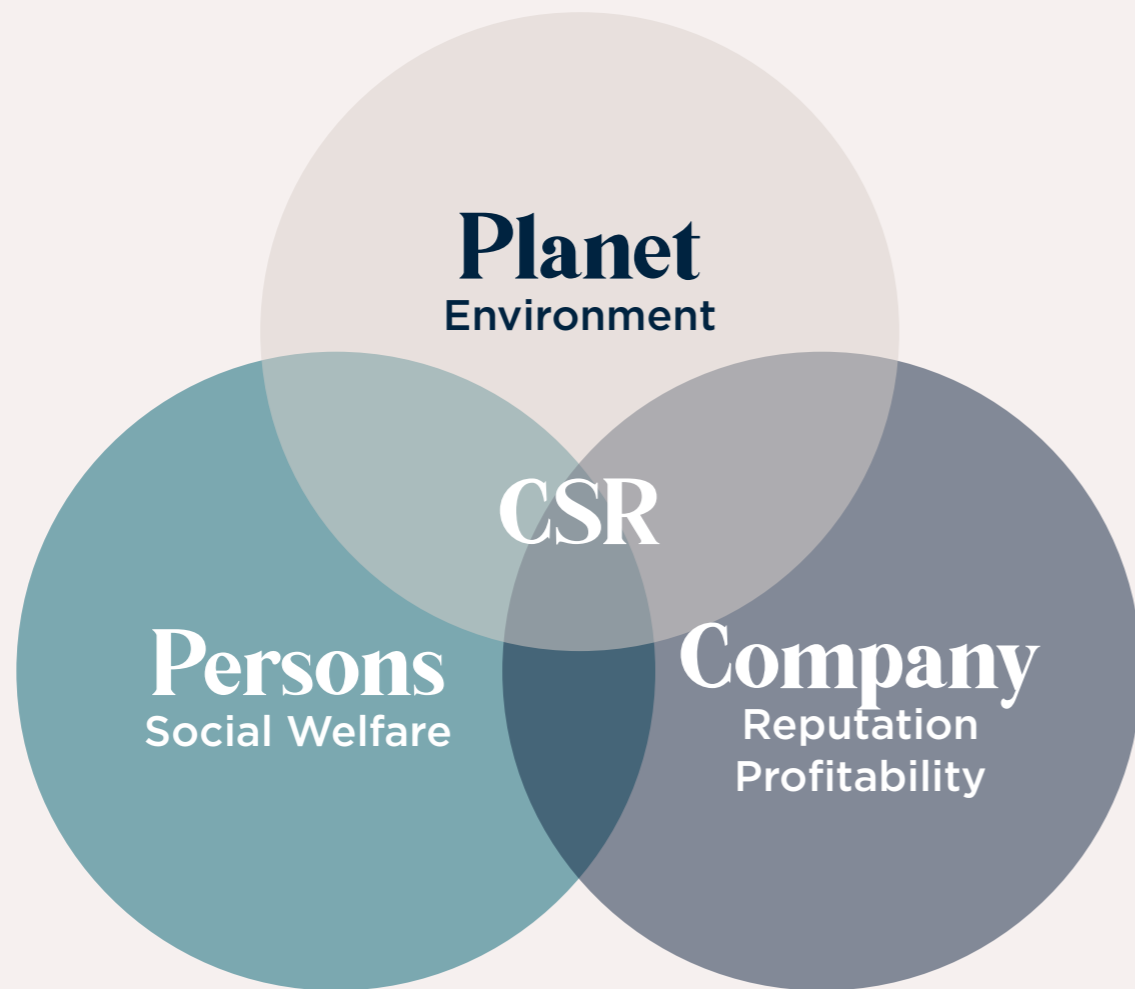 Planet
Environment
CSR
Persons
Social Welfare
Company
Reputation
Profitability